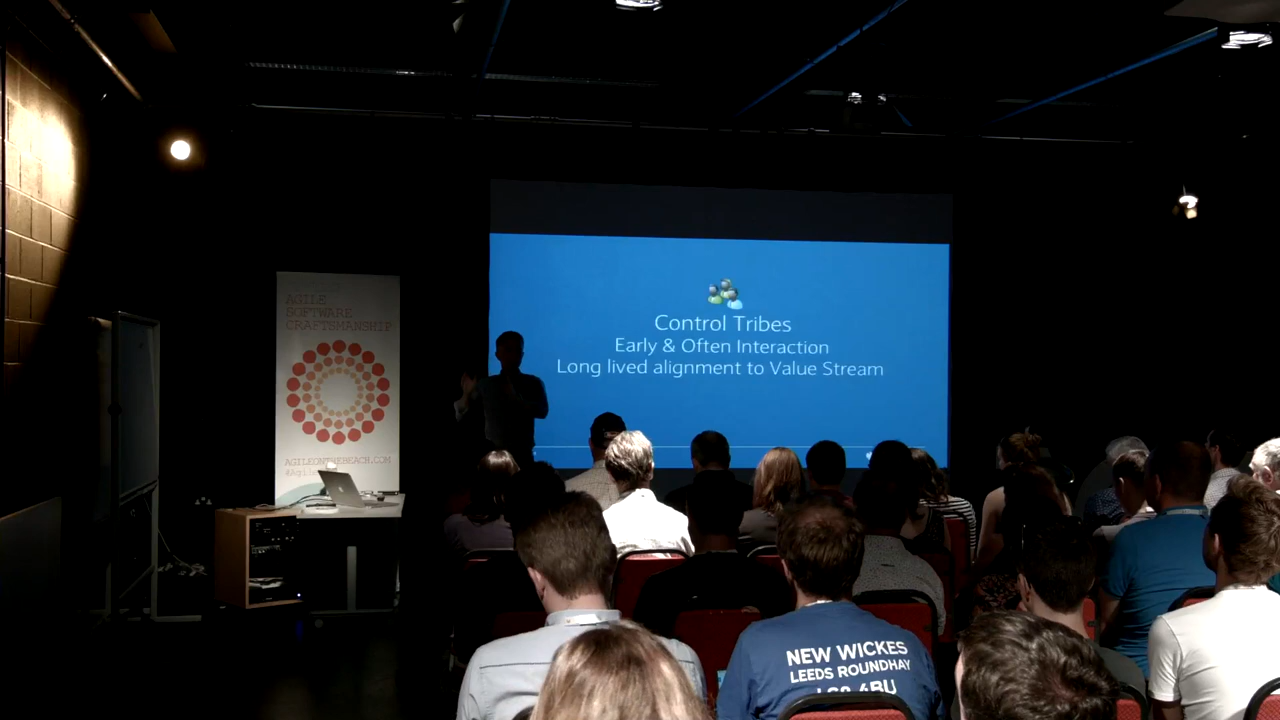 AGILE
SOFTWARE
CRAFTSMANSHIP
AGILEONTHEBEACH.COM
Control Tribes
Early & Often Interaction
Long lived alignment to Value Stream
NEW WICKES
LEEDS ROUNDHAY
4BU